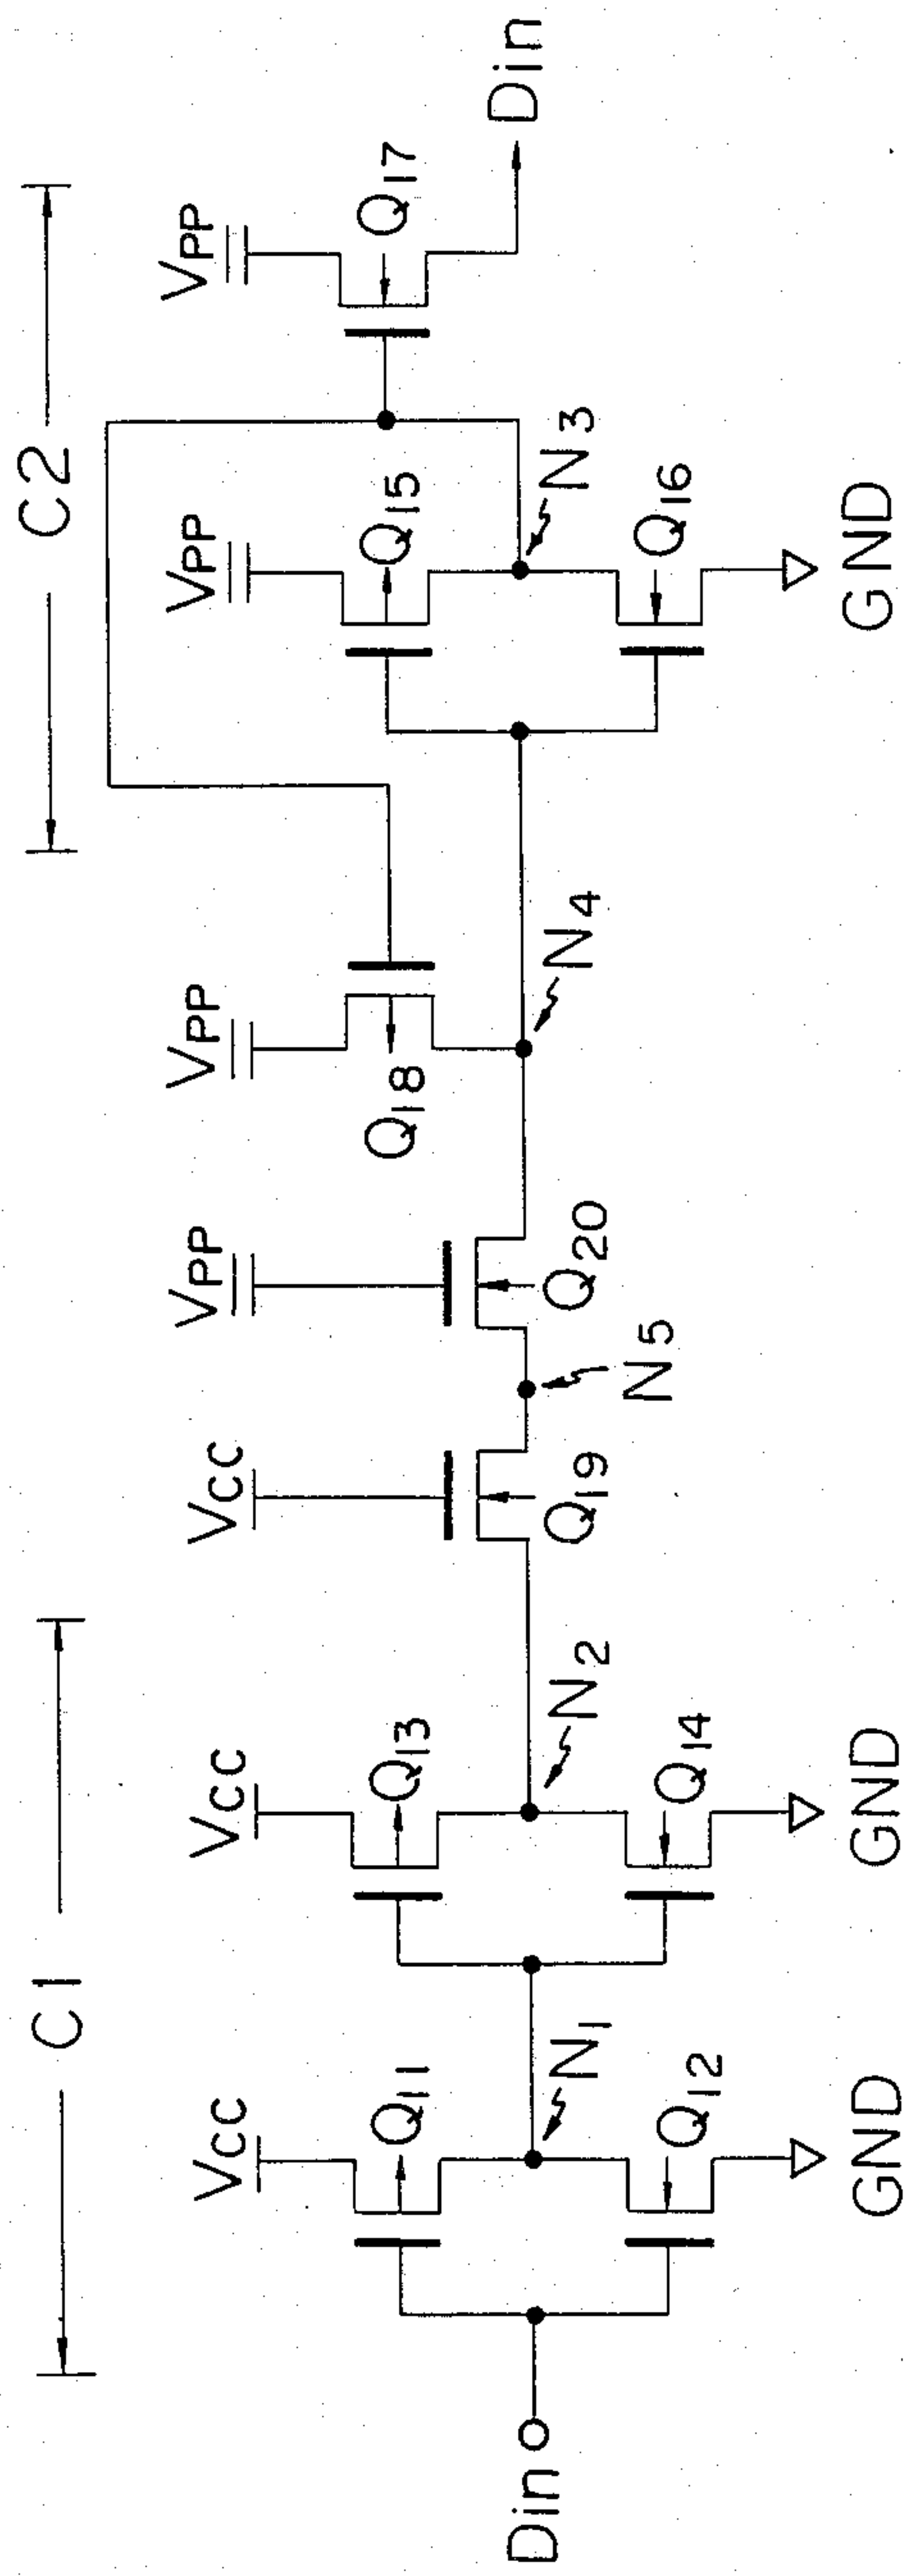 C1
C2
VCC
VCC
VCC
VPP
VPP
VPP
VPP
Q11
Q13
Q18
Q15
Q17
Din
N1
N2
Q19
Q20
N4
N3
Din
N5
Q12
Q14
Q16
GND
GND
GND